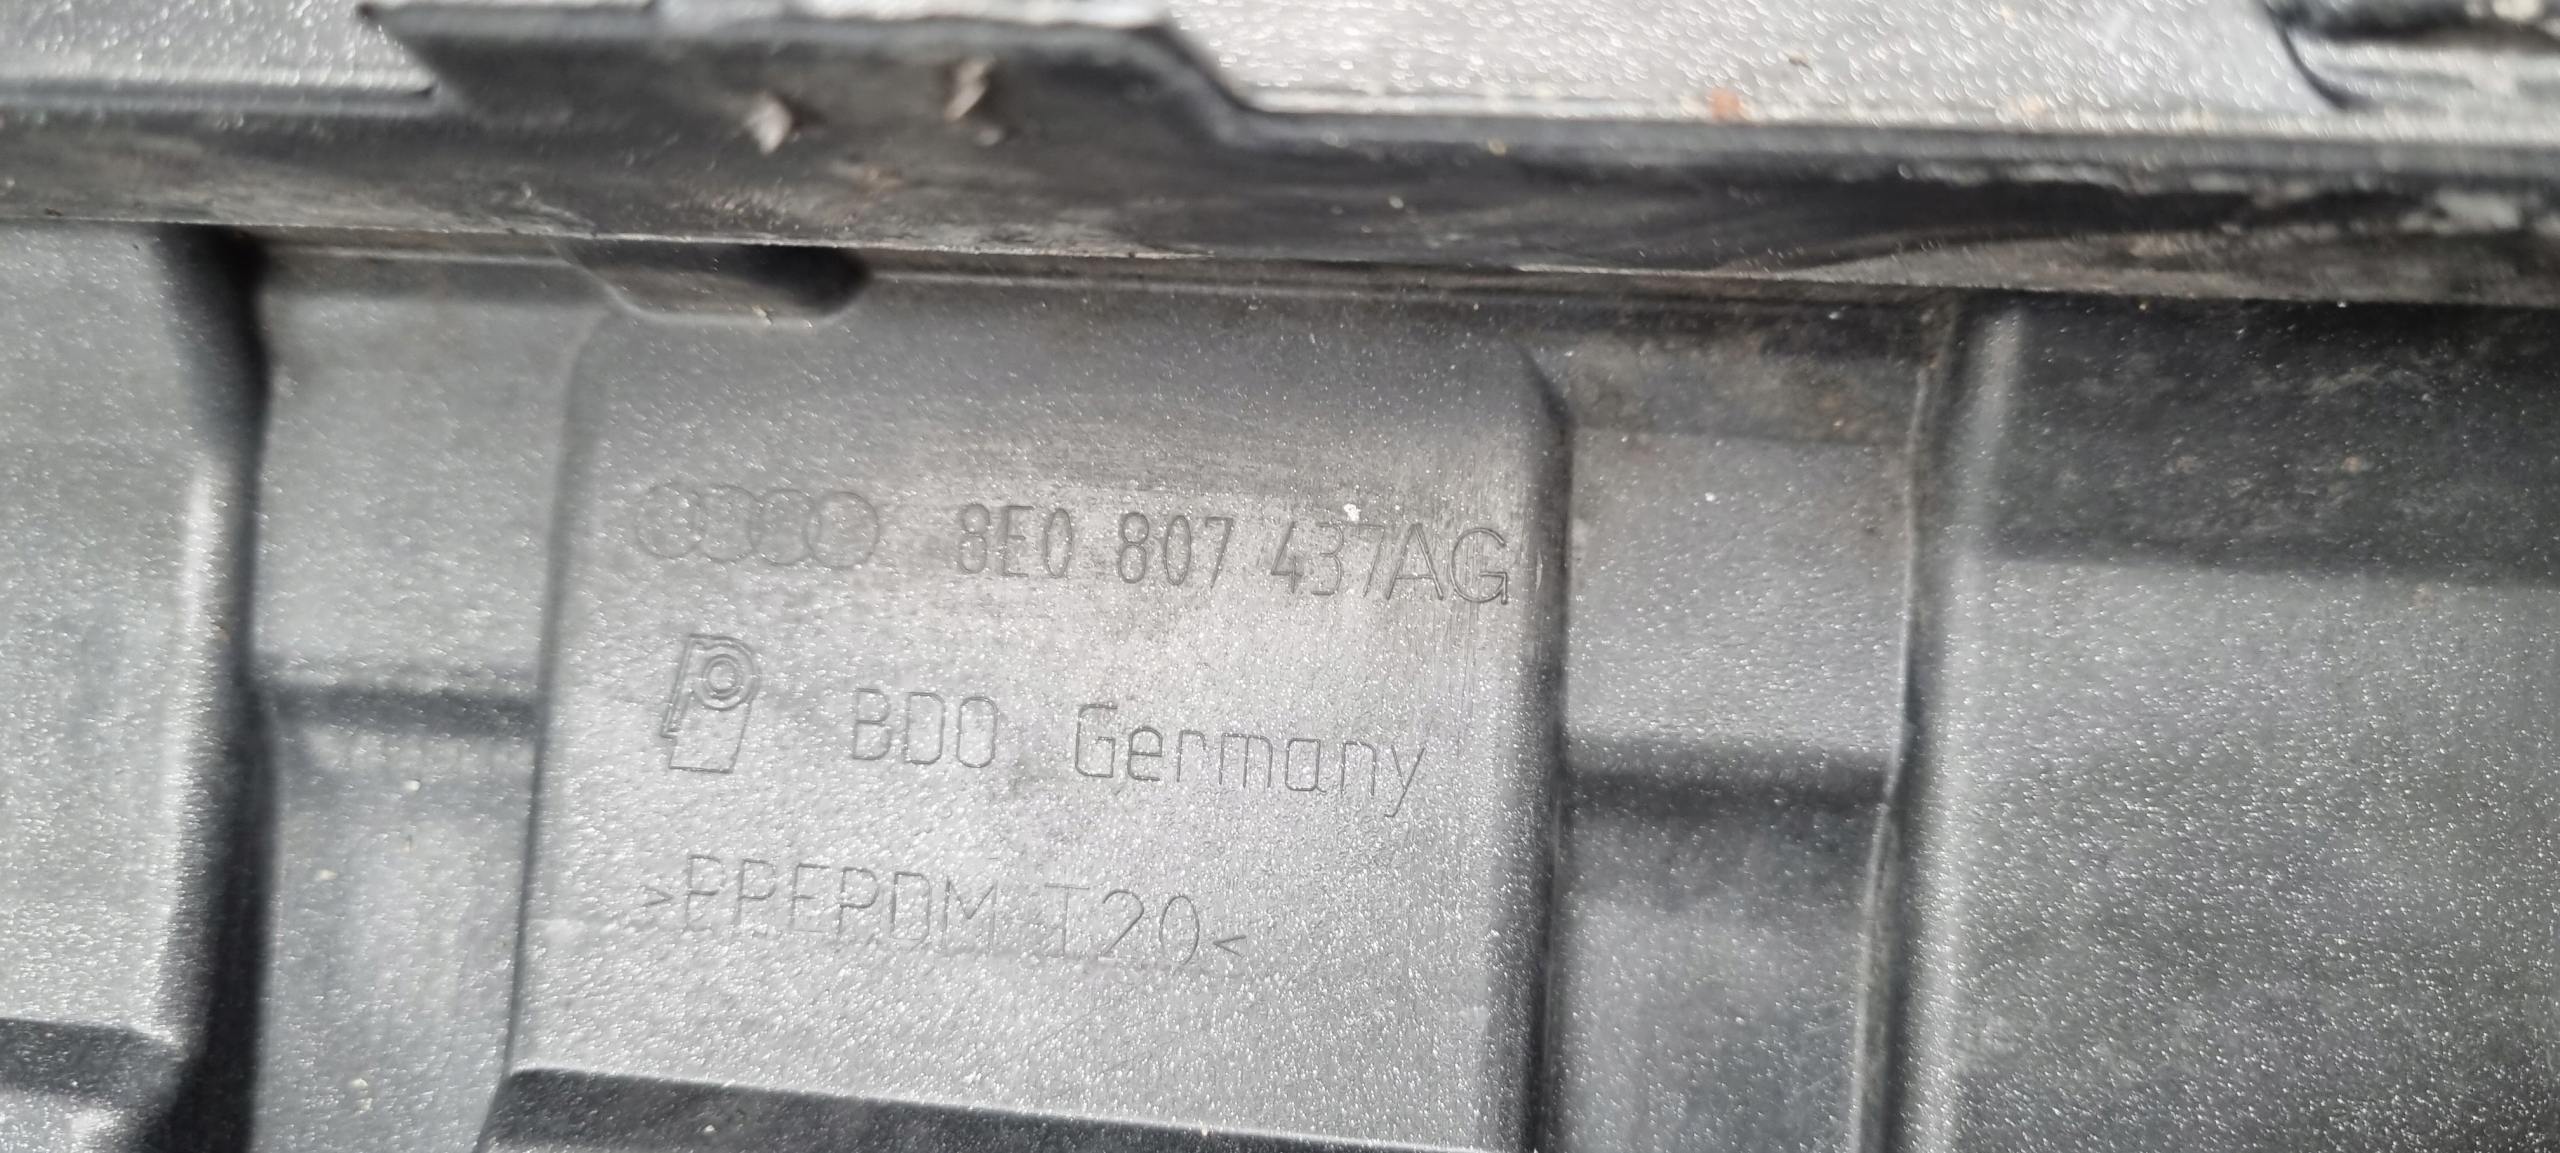 8E0 807 437AG
BDO Germany
>PPEPDM T20<